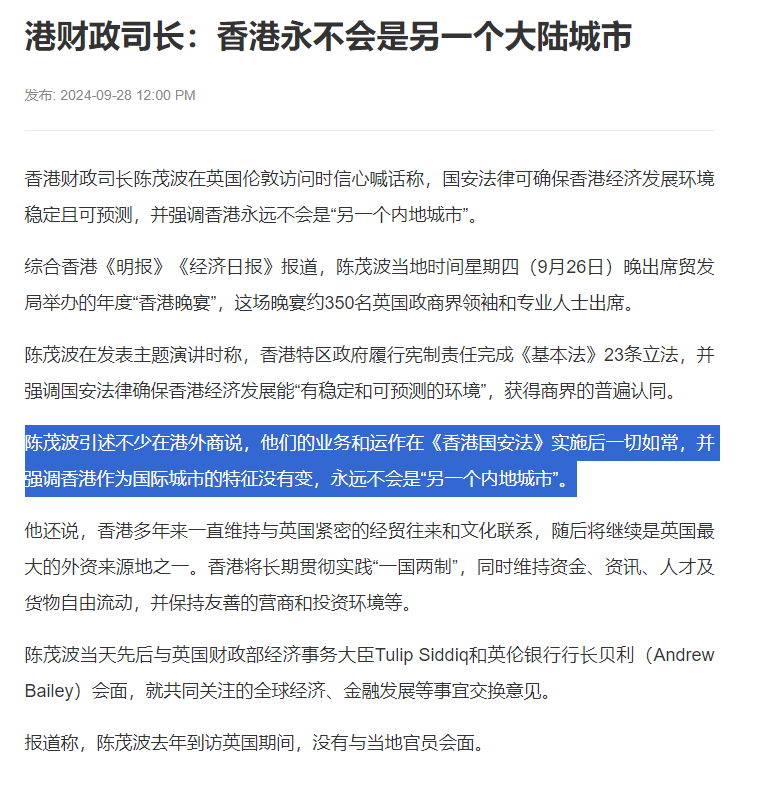 港财政司长：香港永不会是另一个大陆城市
发布: 2024-09-28 12:00 PM
香港财政司长陈茂波在英国伦敦访问时信心喊话称，国安法律可确保香港经济发展环境
稳定且可预测，并强调香港永远不会是“另一个内地城市”。
综合香港《明报》《经济日报》报道，陈茂波当地时间星期四（9月26日）晚出席贸发
局举办的年度“香港晚宴”，这场晚宴约350名英国政商界领袖和专业人士出席。
陈茂波在发表主题演讲时称，香港特区政府履行宪制责任完成《基本法》23条立法，并
强调国安法律确保香港经济发展能“有稳定和可预测的环境”，获得商界的普遍认同。
陈茂波引述不少在港外商说，他们的业务和运作在《香港国安法》实施后一切如常，并
强调香港作为国际城市的特征没有变，永远不会是“另一个内地城市”。
他还说，香港多年来一直维持与英国紧密的经贸往来和文化联系，随后将继续是英国最
大的外资来源地之一。香港将长期贯彻实践“一国两制”，同时维持资金、资讯、人才及
货物自由流动，并保持友善的营商和投资环境等。
陈茂波当天先后与英国财政部经济事务大臣Tulip Siddiq和英伦银行行长贝利（Andrew
Bailey）会面，就共同关注的全球经济、金融发展等事宜交换意见。
报道称，陈茂波去年到访英国期间，没有与当地官员会面。